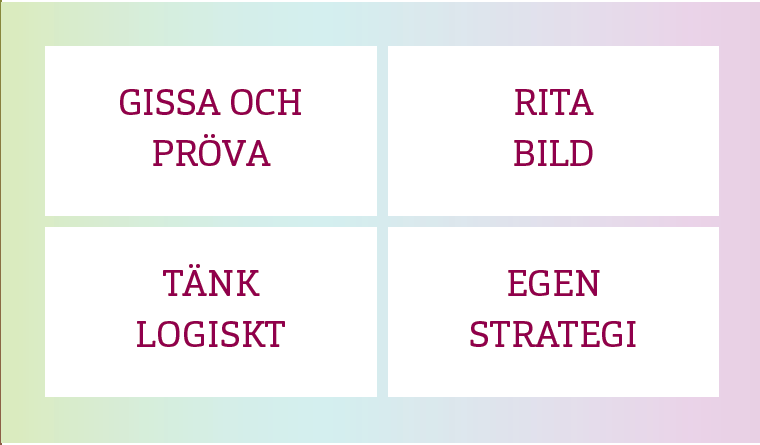 GISSA OCH
PRÖVA
RITA
BILD
TÄNK
LOGISKT
EGEN
STRATEGI